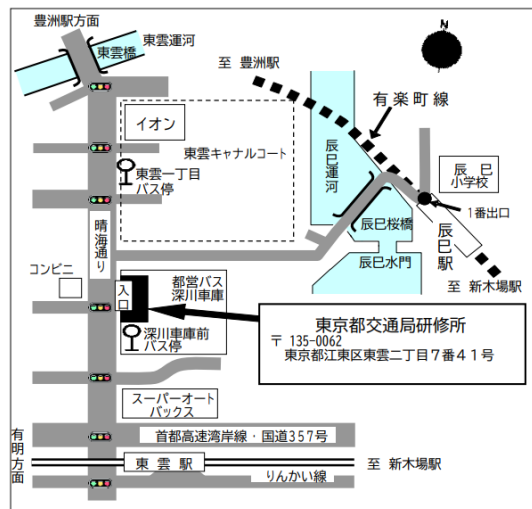 豊洲駅方面
東雲橋
東雲運河
N
至 豊洲駅
有楽町線
イオン
東雲キャナルコート
東雲一丁目
バス停
辰巳運河
辰巳
小学校
1番出口
辰巳桜橋
辰巳駅
辰巳水門
至 新木場駅
晴海通り
コンビニ
入口
都営バス
深川車庫
深川車庫前
バス停
東京都交通局研修所
〒 135-0062
東京都江東区東雲二丁目7番41号
スーパーオート
バックス
有明方面
首都高速湾岸線・国道357号
東雲駅
至 新木場駅
りんかい線